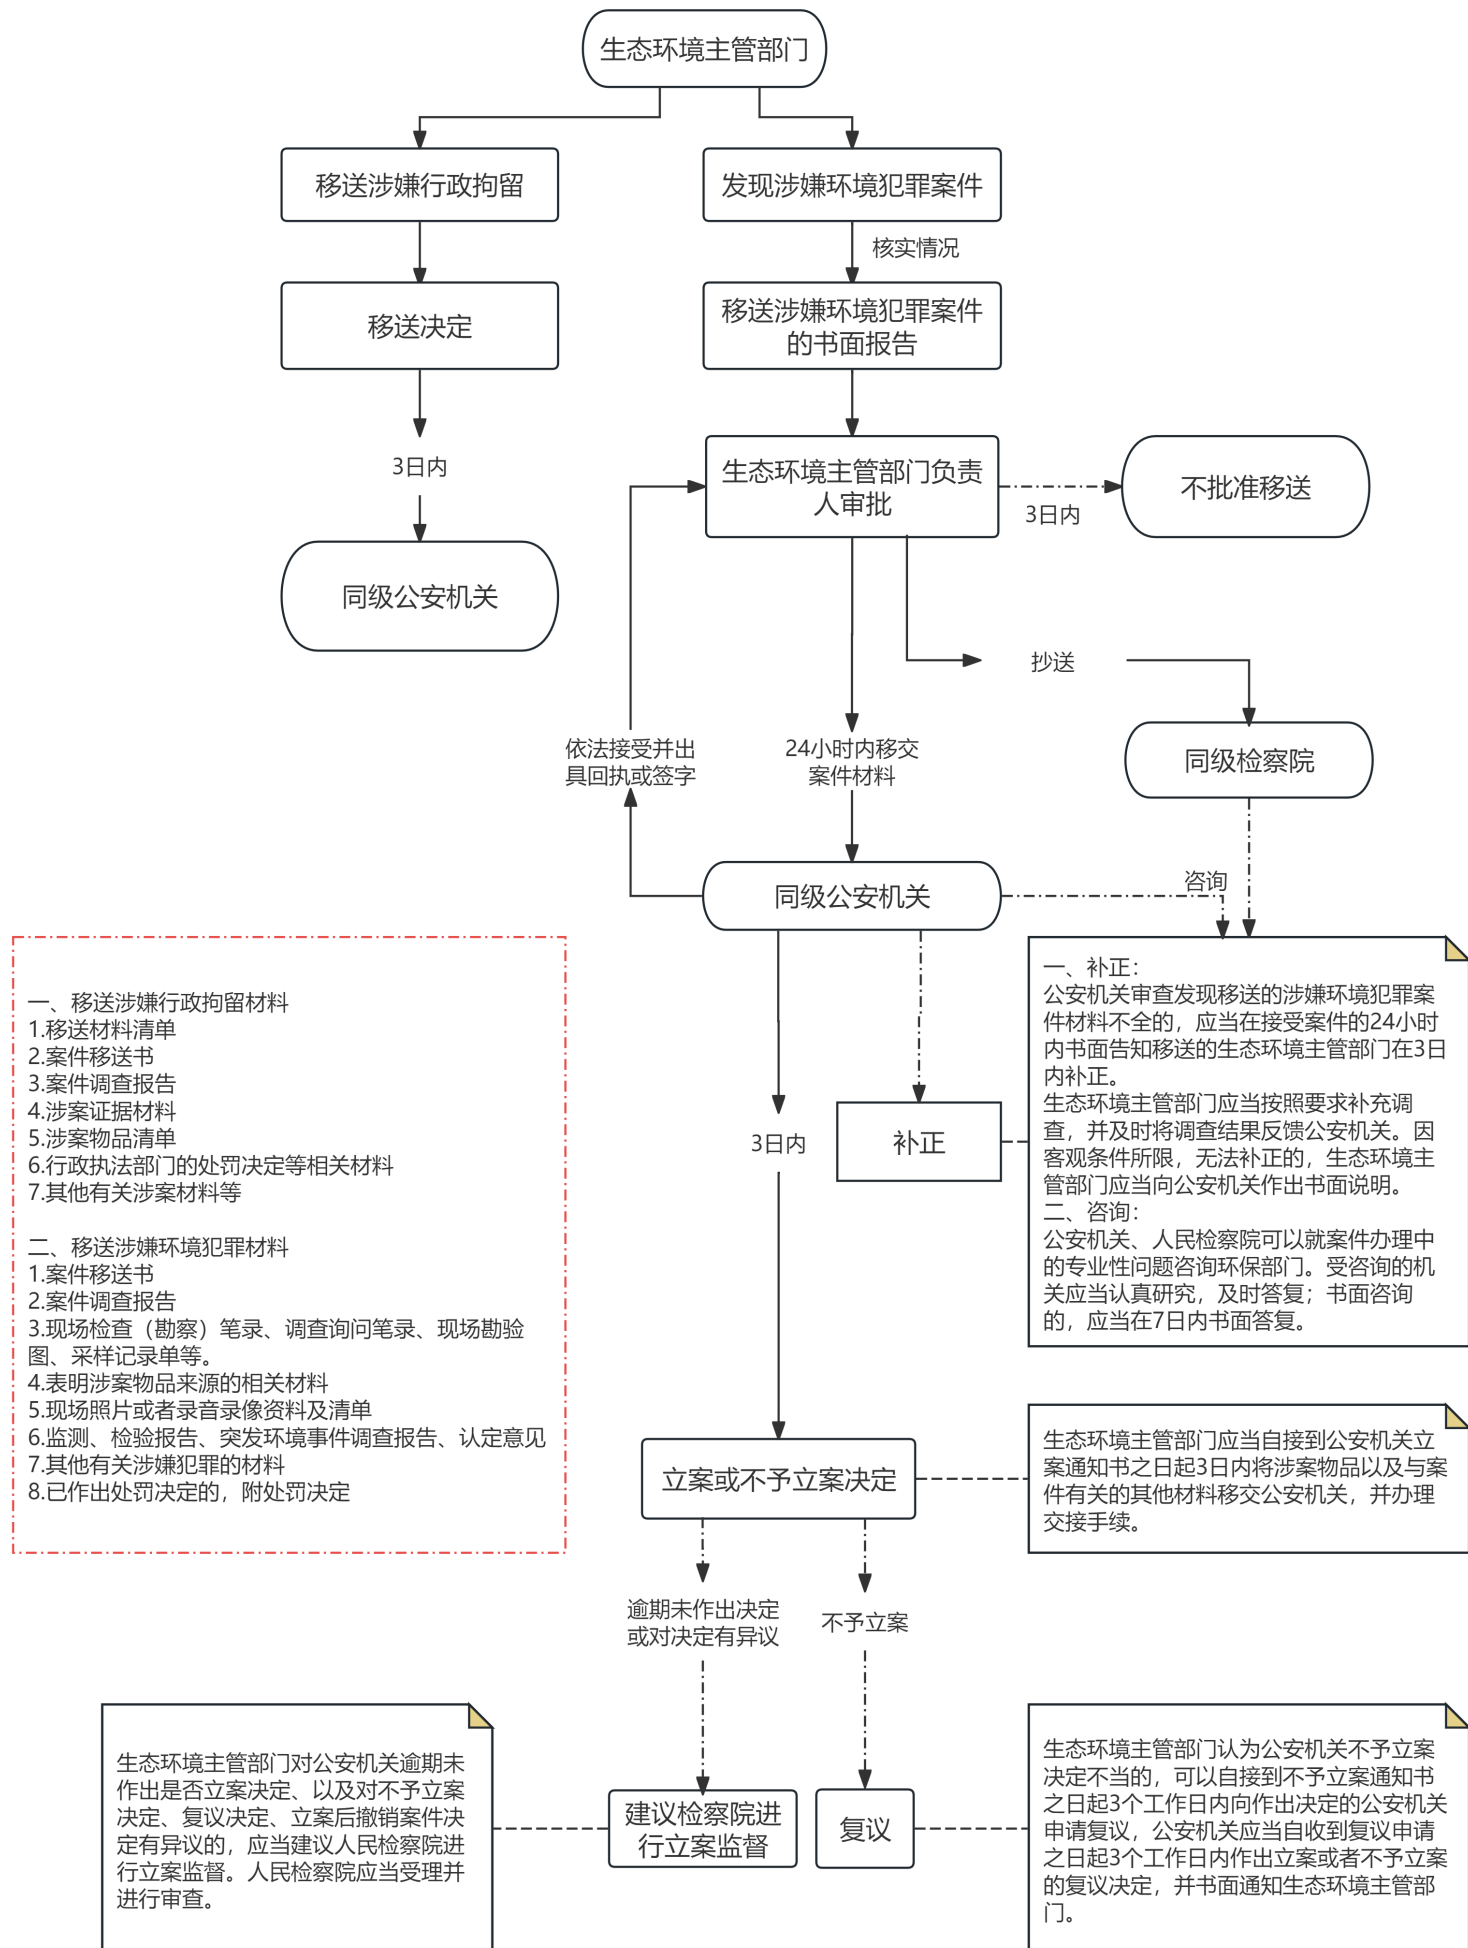 生态环境主管部门
移送涉嫌行政拘留
发现涉嫌环境犯罪案件
核实情况
移送决定
移送涉嫌环境犯罪案件
的书面报告
3日内
生态环境主管部门负责
人审批
3日内
不批准移送
同级公安机关
抄送
依法接受并出
具回执或签字
24小时内移交
案件材料
同级检察院
同级公安机关
咨询
一、移送涉嫌行政拘留材料
1.移送材料清单
2.案件移送书
3.案件调查报告
4.涉案证据材料
5.涉案物品清单
6.行政执法部门的处罚决定等相关材料
7.其他有关涉案材料等
二、移送涉嫌环境犯罪材料
1.案件移送书
2.案件调查报告
3.现场检查（勘察）笔录、调查询问笔录、现场勘验
图、采样记录单等。
4.表明涉案物品来源的相关材料
5.现场照片或者录音录像资料及清单
6.监测、检验报告、突发环境事件调查报告、认定意见
7.其他有关涉嫌犯罪的材料
8.已作出处罚决定的，附处罚决定
3日内
补正
一、补正：
公安机关审查发现移送的涉嫌环境犯罪案
件材料不全的，应当在接受案件的24小时
内书面告知移送的生态环境主管部门在3日
内补正。
生态环境主管部门应当按照要求补充调
查，并及时将调查结果反馈公安机关。因
客观条件所限，无法补正的，生态环境主
管部门应当向公安机关作出书面说明。
二、咨询：
公安机关、人民检察院可以就案件办理中
的专业性问题咨询环保部门。受咨询的机
关应当认真研究，及时答复；书面咨询
的，应当在7日内书面答复。
立案或不予立案决定
生态环境主管部门应当自接到公安机关立
案通知书之日起3日内将涉案物品以及与案
件有关的其他材料移交公安机关，并办理
交接手续。
逾期未作出决定
或对决定有异议
不予立案
生态环境主管部门对公安机关逾期未
作出是否立案决定、以及对不予立案
决定、复议决定、立案后撤销案件决
定有异议的，应当建议人民检察院进
行立案监督。人民检察院应当受理并
进行审查。
建议检察院进
行立案监督
复议
生态环境主管部门认为公安机关不予立案
决定不当的，可以自接到不予立案通知书
之日起3个工作日内向作出决定的公安机关
申请复议，公安机关应当自收到复议申请
之日起3个工作日内作出立案或者不予立案
的复议决定，并书面通知生态环境主管部
门。